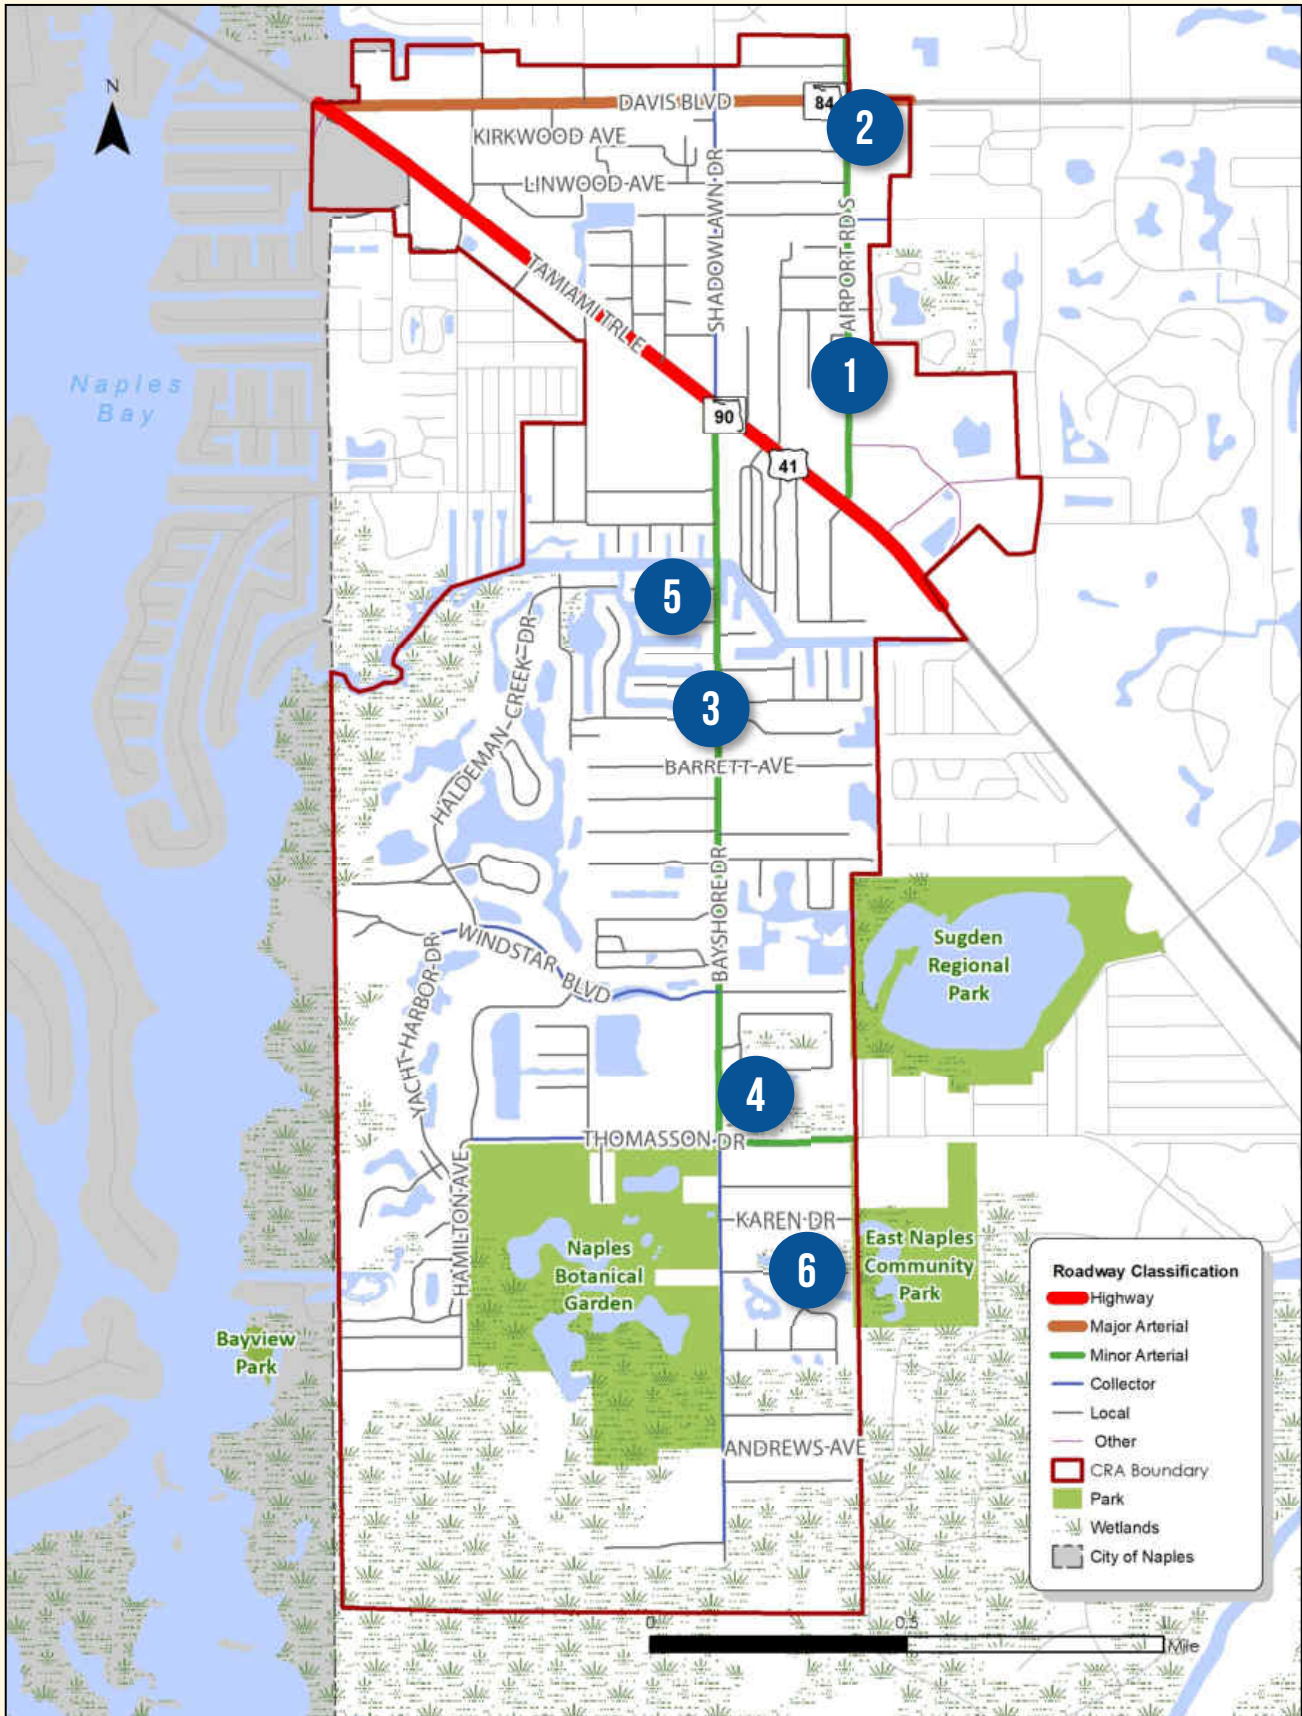 N
DAVIS BLVD
84
2
KIRKWOOD AVE
LINWOOD AVE
SHADOWLAWN DR
AIRPORT RD S
TAMIAMI TRL E
1
Naples
Bay
90
41
5
HALDEMAN CREEK DR
3
BARRETT AVE
BAYSHORE DR
WINDSTAR BLVD
YACHT HARBOR DR
Sugden
Regional
Park
4
THOMASSON DR
HAMILTON AVE
KAREN DR
Naples
Botanical
Garden
East Naples
Community
Park
6
Bayview
Park
ANDREWS AVE
Roadway Classification
Highway
Major Arterial
Minor Arterial
Collector
Local
Other
CRA Boundary
Park
Wetlands
City of Naples
0 0.5 1
Mile